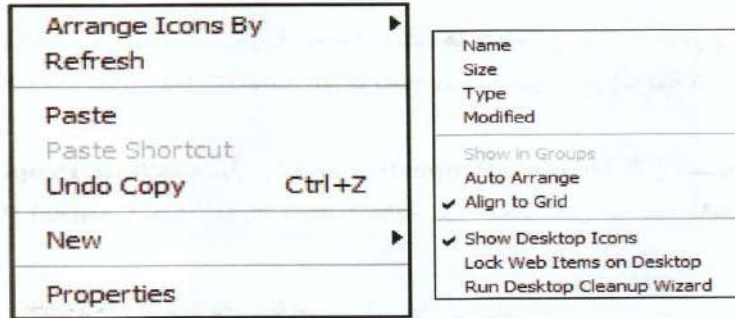 Arrange Icons By
Refresh
Paste
Paste Shortcut
Undo Copy Ctrl+Z
New
Properties
Name
Size
Type
Modified
Show in Groups
Auto Arrange
Align to Grid
Show Desktop Icons
Lock Web Items on Desktop
Run Desktop Cleanup Wizard